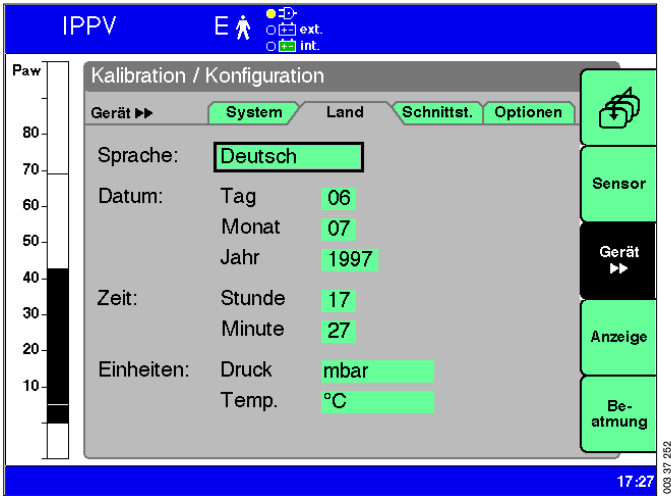 IPPV E ext.
int.
Paw
Kalibration / Konfiguration
Gerät ▶▶ System Land Schnittst. Optionen
80
70
60
50
40
30
20
10
Sprache: Deutsch
Datum: Tag 06
Monat 07
Jahr 1997
Zeit: Stunde 17
Minute 27
Einheiten: Druck mbar
Temp. °C
Sensor
Gerät
▶▶
Anzeige
Be-
atmung
17:27
003 37 252